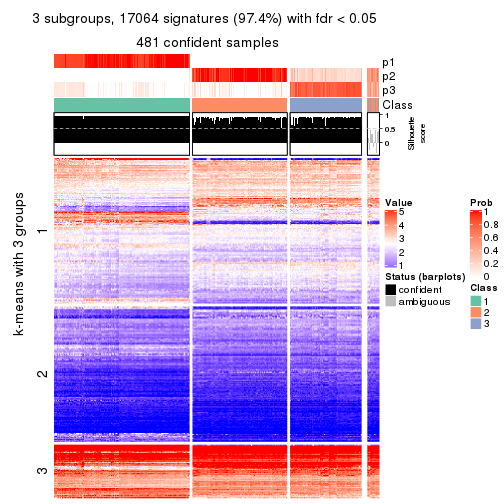 3 subgroups, 17064 signatures (97.4%) with fdr < 0.05
481 confident samples
p1
p2
p3
Class
1
0.5
0
Silhouette
score
k-means with 3 groups
1
2
3
Value
5
4
3
2
1
Status (barplots)
confident
ambiguous
Prob
1
0.8
0.6
0.4
0.2
0
Class
1
2
3